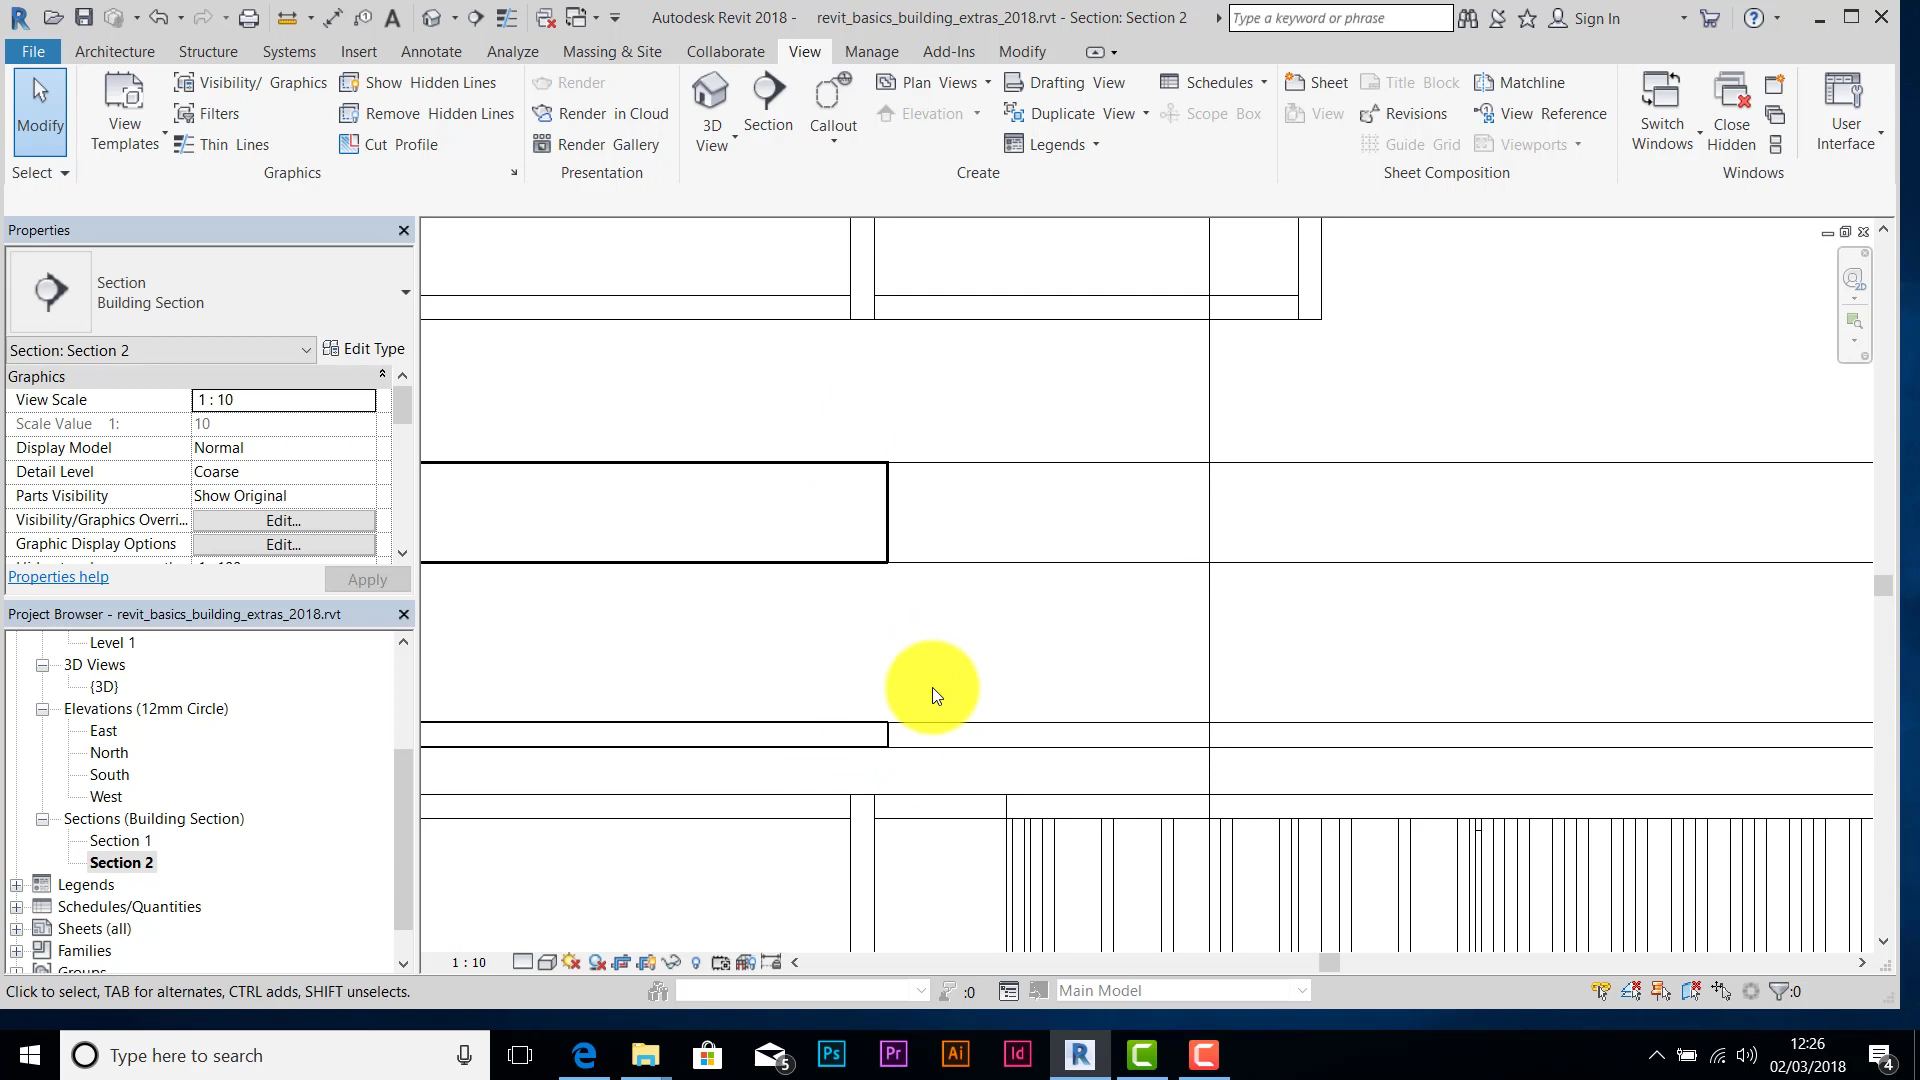 Autodesk Revit 2018 - revit_basics_building_extras_2018.rvt - Section: Section 2
Type a keyword or phrase
Sign In
File Architecture Structure Systems Insert Annotate Analyze Massing & Site Collaborate View Manage Add-Ins Modify
Modify
Select
View Templates
Visibility/ Graphics
Filters
Thin Lines
Show Hidden Lines
Remove Hidden Lines
Cut Profile
Graphics
Render
Render in Cloud
Render Gallery
Presentation
3D View
Section
Callout
Plan Views
Elevation
Drafting View
Duplicate View
Legends
Schedules
Scope Box
Create
Sheet
View
Title Block
Revisions
Guide Grid
Matchline
View Reference
Viewports
Sheet Composition
Switch Windows
Close Hidden
Windows
User Interface
Properties
Section
Building Section
Section: Section 2
Edit Type
Graphics
View Scale 1 : 10
Scale Value 1: 10
Display Model Normal
Detail Level Coarse
Parts Visibility Show Original
Visibility/Graphics Overri... Edit...
Graphic Display Options Edit...
Properties help
Apply
Project Browser - revit_basics_building_extras_2018.rvt
Level 1
3D Views
{3D}
Elevations (12mm Circle)
East
North
South
West
Sections (Building Section)
Section 1
Section 2
Legends
Schedules/Quantities
Sheets (all)
Families
Groups
2D
1 : 10
Click to select, TAB for alternates, CTRL adds, SHIFT unselects.
:0
Main Model
:0
Type here to search
5
Ps
Pr
Ai
Id
R
C
C
12:26
02/03/2018
4